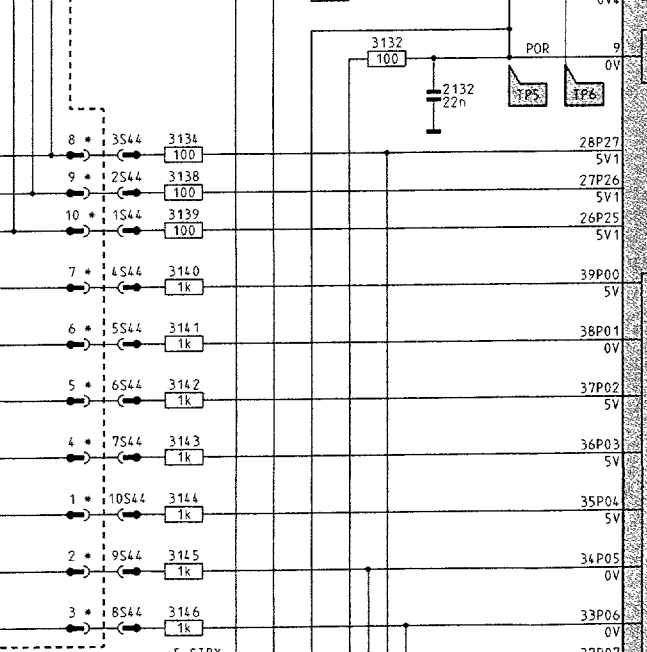 0V4
3132
100
POR
9
0V
2132
22n
TP5
TP6
8 * 3S44 3134
100
28P27
5V1
9 * 2S44 3138
100
27P26
5V1
10 * 1S44 3139
100
26P25
5V1
7 * 4S44 3140
1k
39P00
5V
6 * 5S44 3141
1k
38P01
0V
5 * 6S44 3142
1k
37P02
5V
4 * 7S44 3143
1k
36P03
5V
1 * 10S44 3144
1k
35P04
5V
2 * 9S44 3145
1k
34P05
0V
3 * 8S44 3146
1k
33P06
0V
32P07